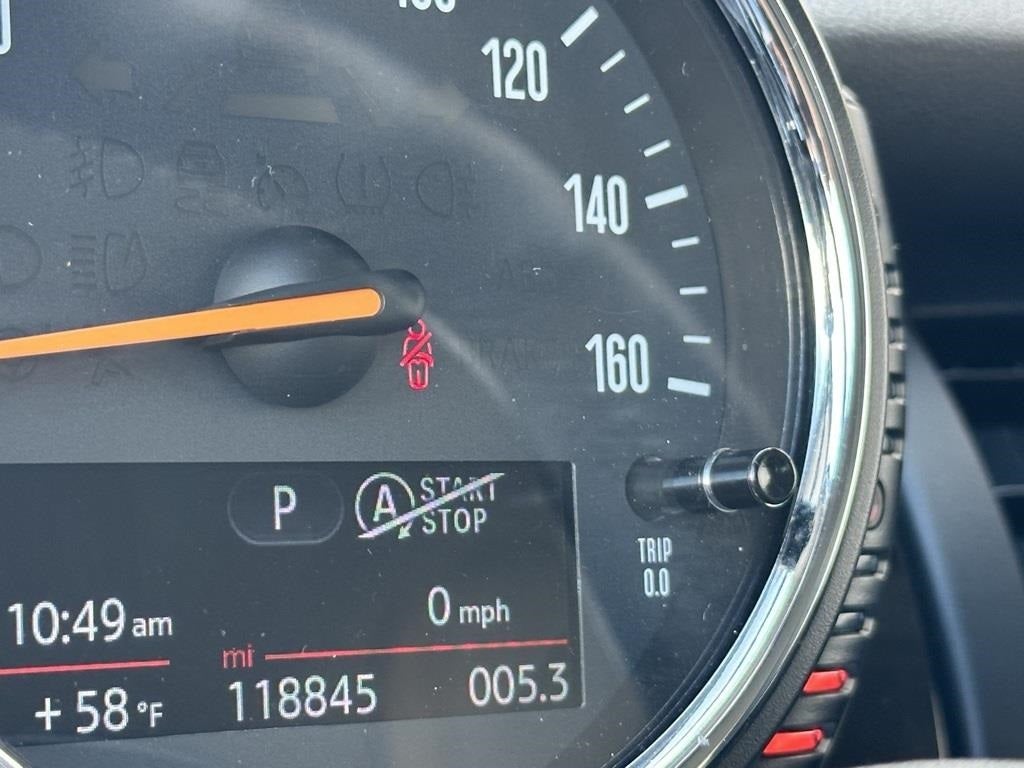 120
140
160
P
A START
STOP
TRIP
0.0
10:49 am
0 mph
mi
+ 58 °F
118845
005.3